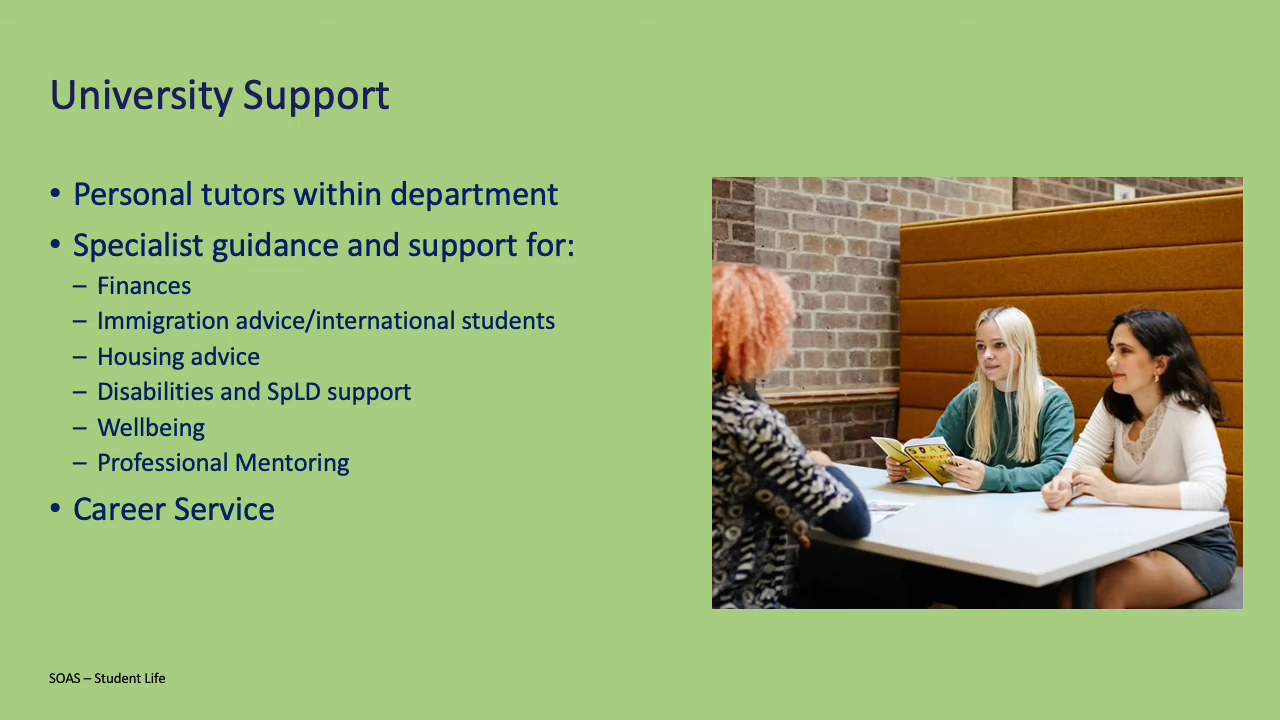 University Support
• Personal tutors within department
• Specialist guidance and support for:
– Finances
– Immigration advice/international students
– Housing advice
– Disabilities and SpLD support
– Wellbeing
– Professional Mentoring
• Career Service
SOAS
SOAS – Student Life